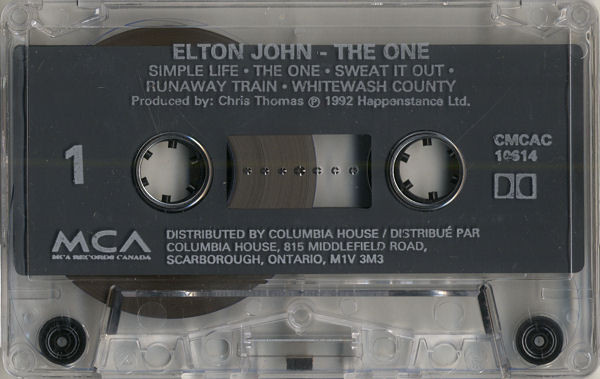 ELTON JOHN - THE ONE
SIMPLE LIFE • THE ONE • SWEAT IT OUT •
RUNAWAY TRAIN • WHITEWASH COUNTY
Produced by: Chris Thomas ℗ 1992 Happenstance Ltd.
1
CMCAC
10614
MCA
MCA RECORDS CANADA
DISTRIBUTED BY COLUMBIA HOUSE / DISTRIBUÉ PAR
COLUMBIA HOUSE, 815 MIDDLEFIELD ROAD,
SCARBOROUGH, ONTARIO, M1V 3M3